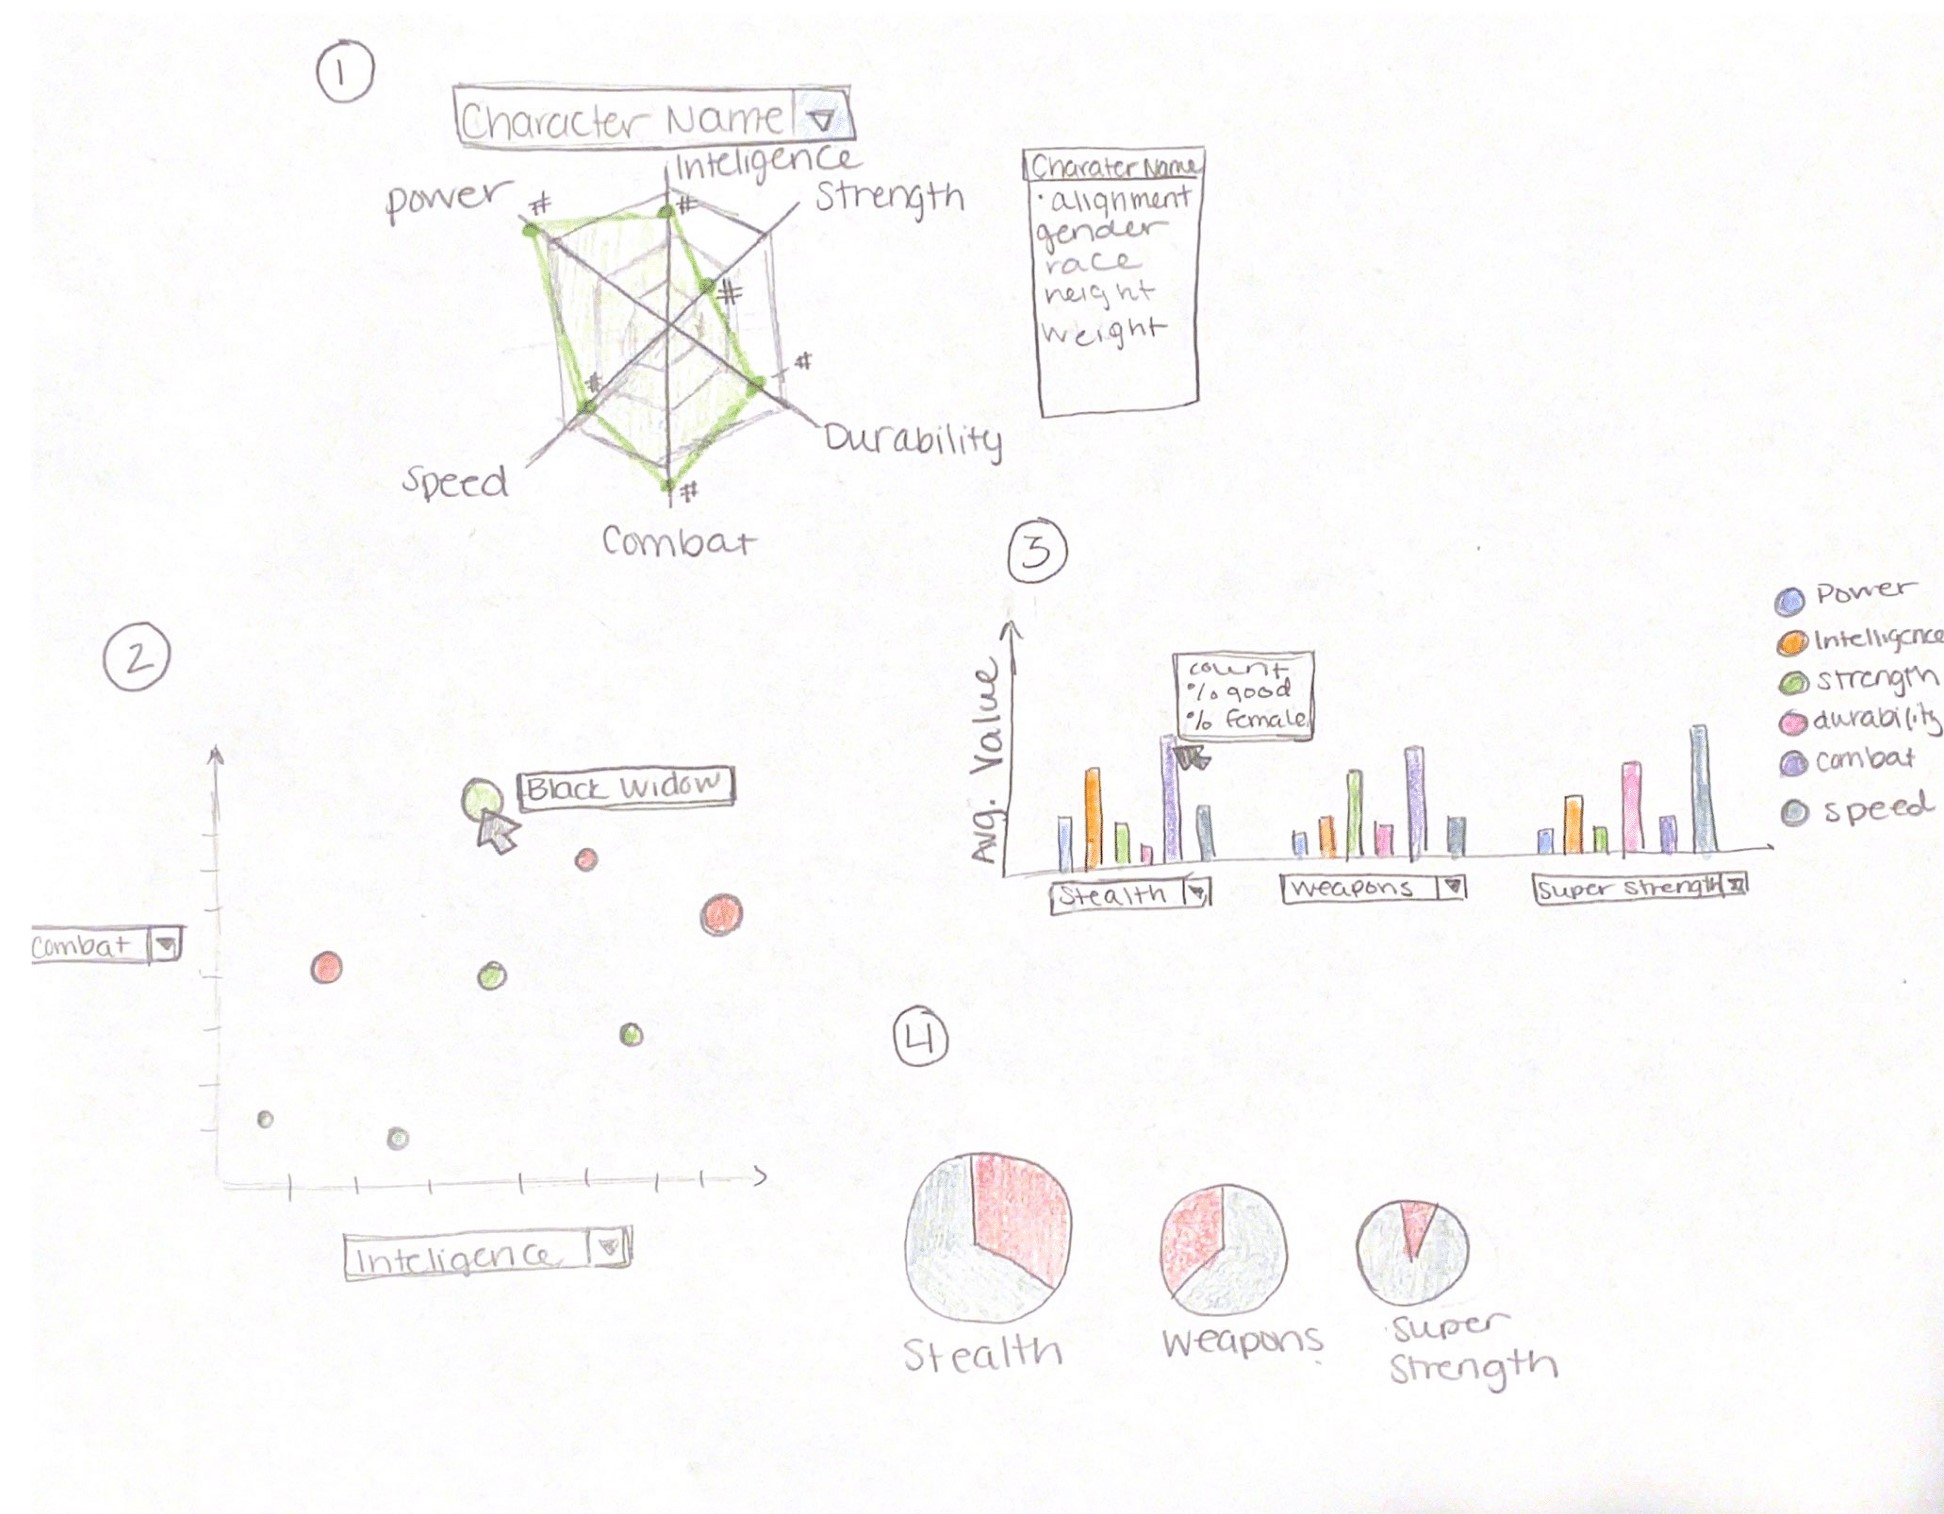 1
Character Name
Inteligence
power
#
#
Strength
#
#
#
Durability
Speed
#
Combat
Charater Name
· alignment
gender
race
height
weight
2
Black Widow
Combat
Inteligence
3
Avg. Value
count
% good
% female
Stealth
weapons
Super strength
Power
Intelligence
strength
durability
combat
speed
4
Stealth
Weapons
Super
Strength